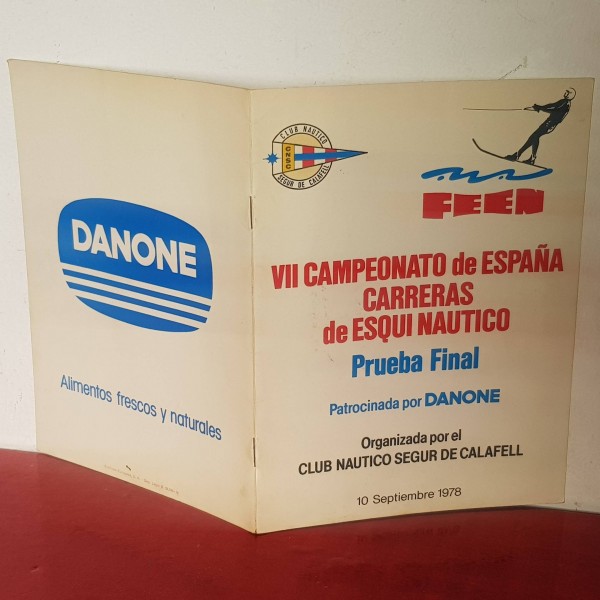 DANONE
Alimentos frescos y naturales
CLUB NAUTICO
CNSC
SEGUR DE CALAFELL
FEEN
VII CAMPEONATO de ESPAÑA
CARRERAS
de ESQUI NAUTICO
Prueba Final
Patrocinada por DANONE
Organizada por el
CLUB NAUTICO SEGUR DE CALAFELL
10 Septiembre 1978